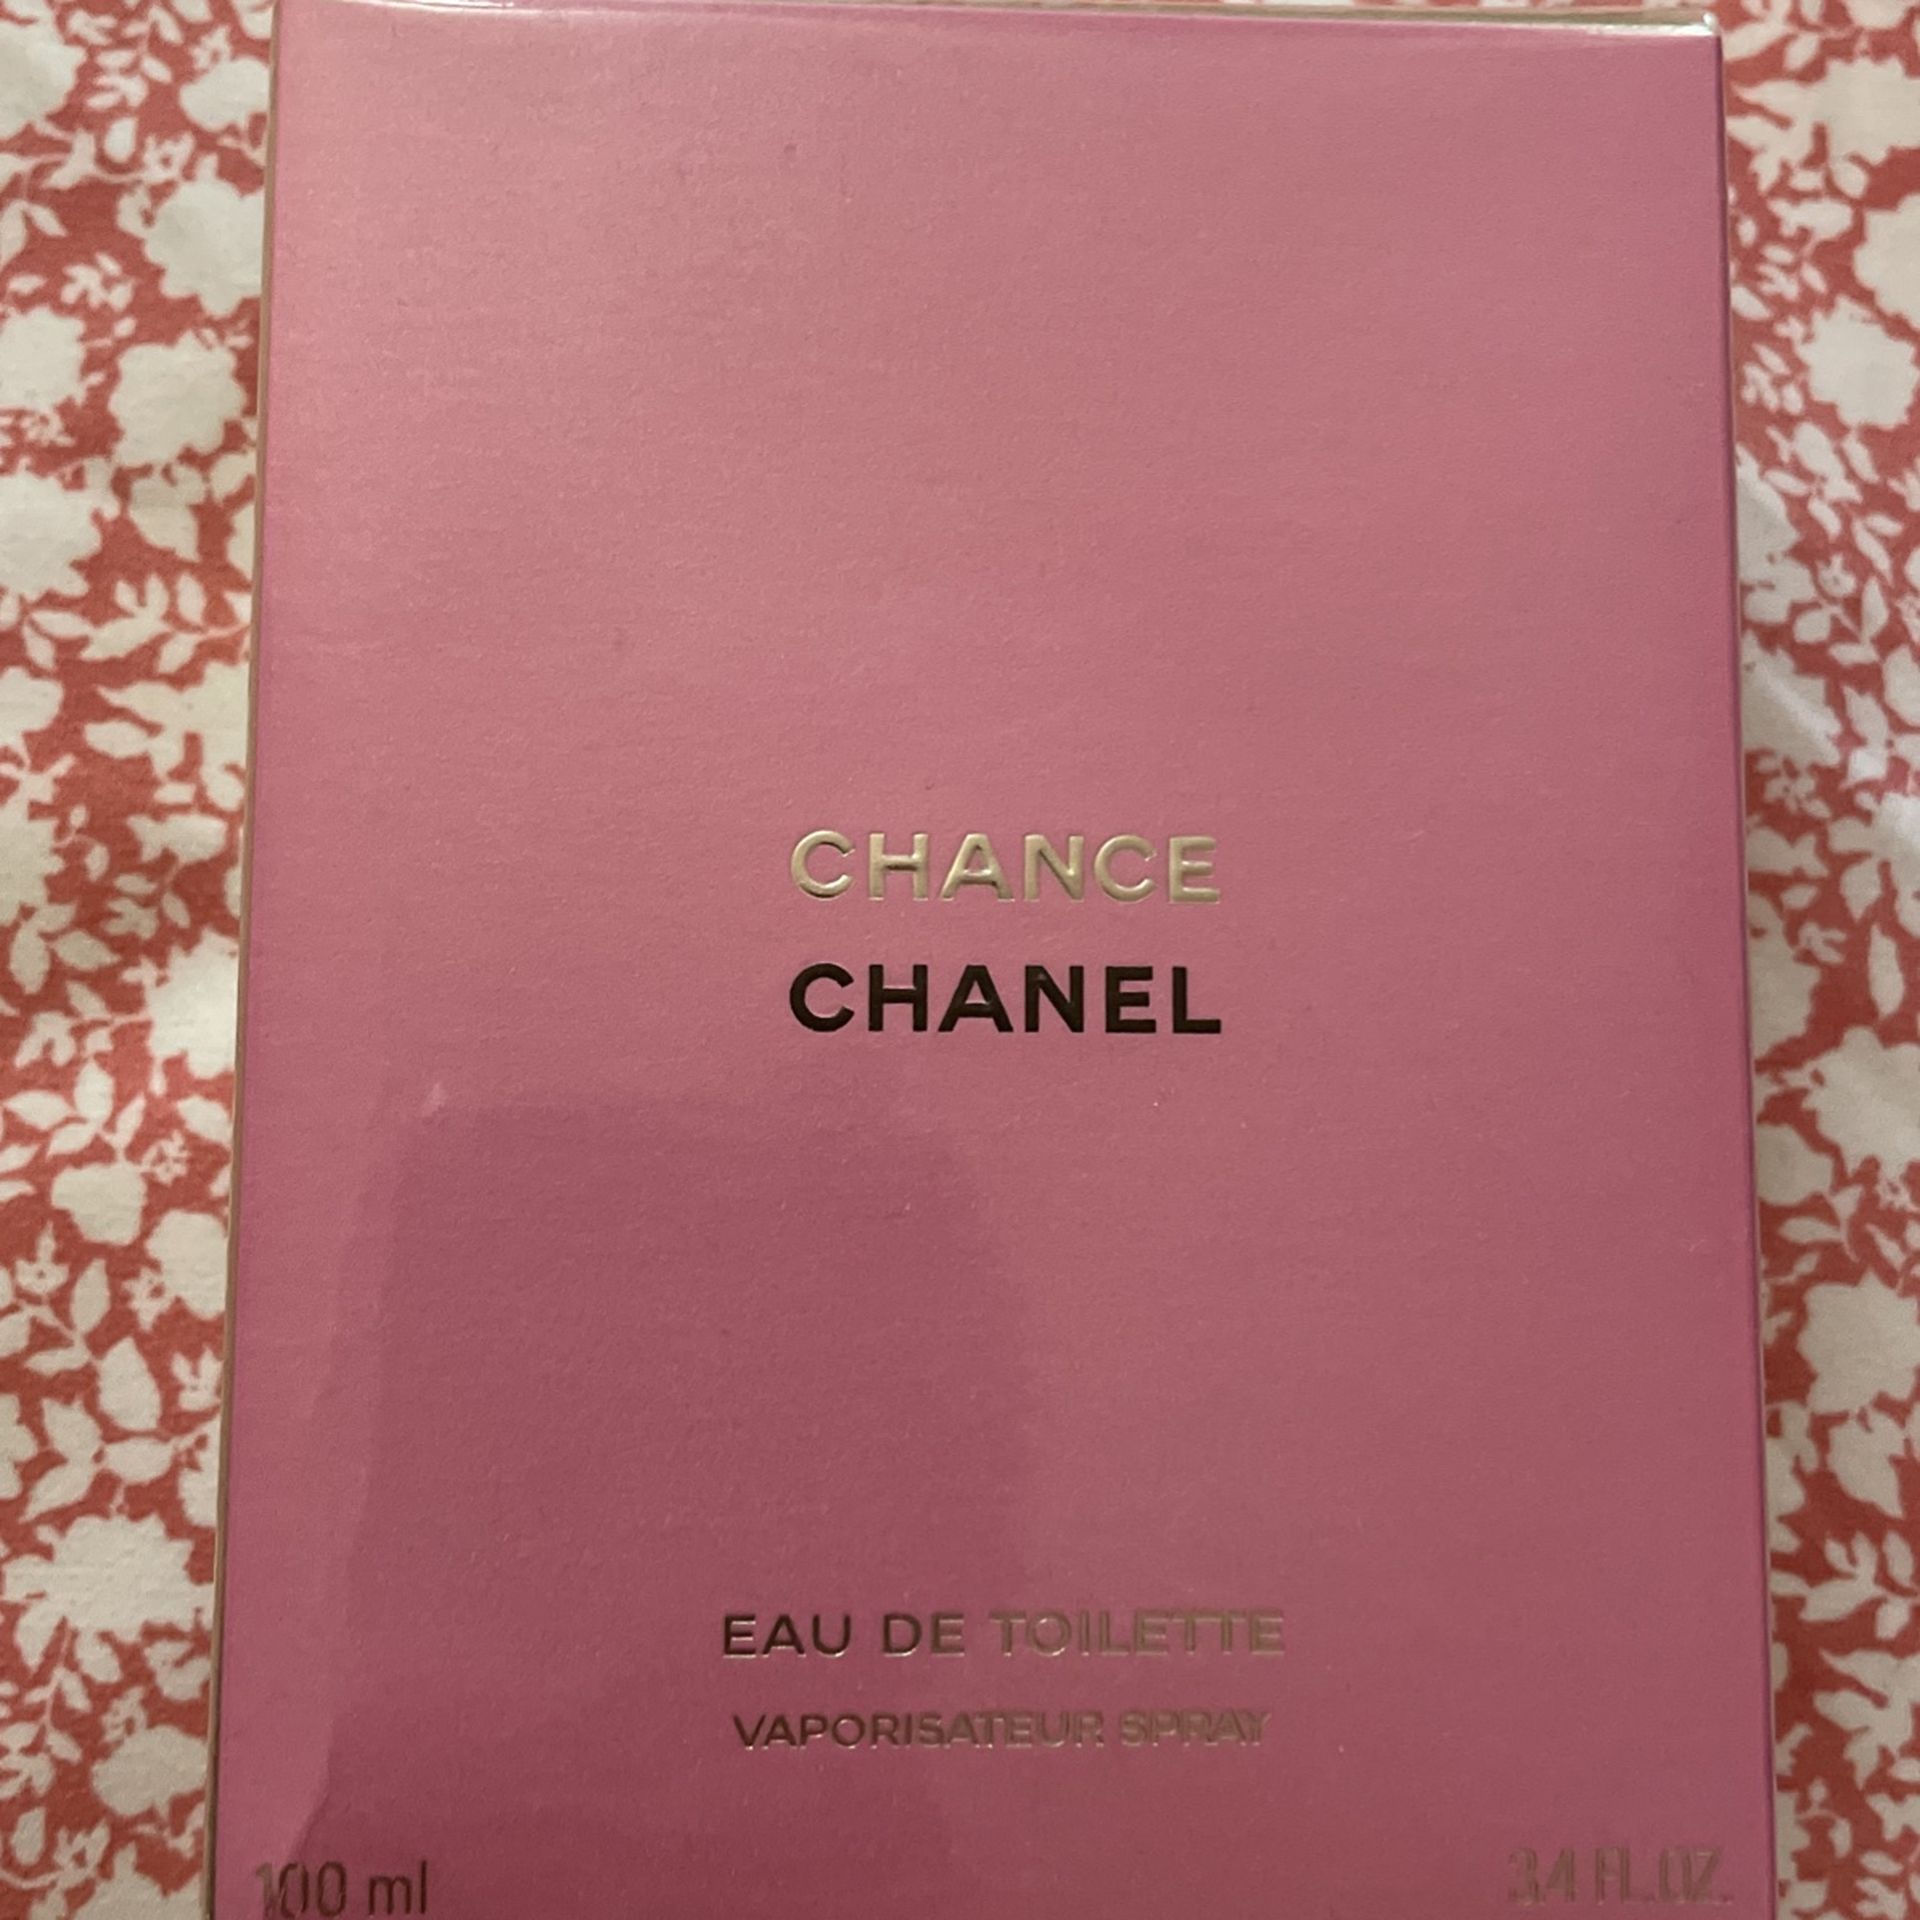 CHANCE
CHANEL
EAU DE TOILETTE
VAPORISATEUR SPRAY
100 ml 3.4 FL.OZ.